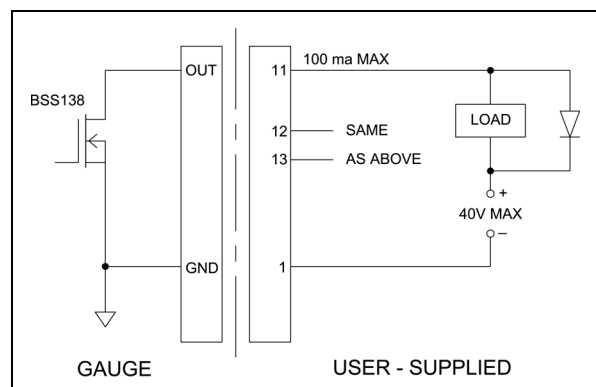 OUT
11
100 ma MAX
BSS138
LOAD
12
SAME
13
AS ABOVE
+
40V MAX
–
GND
1
GAUGE
USER - SUPPLIED